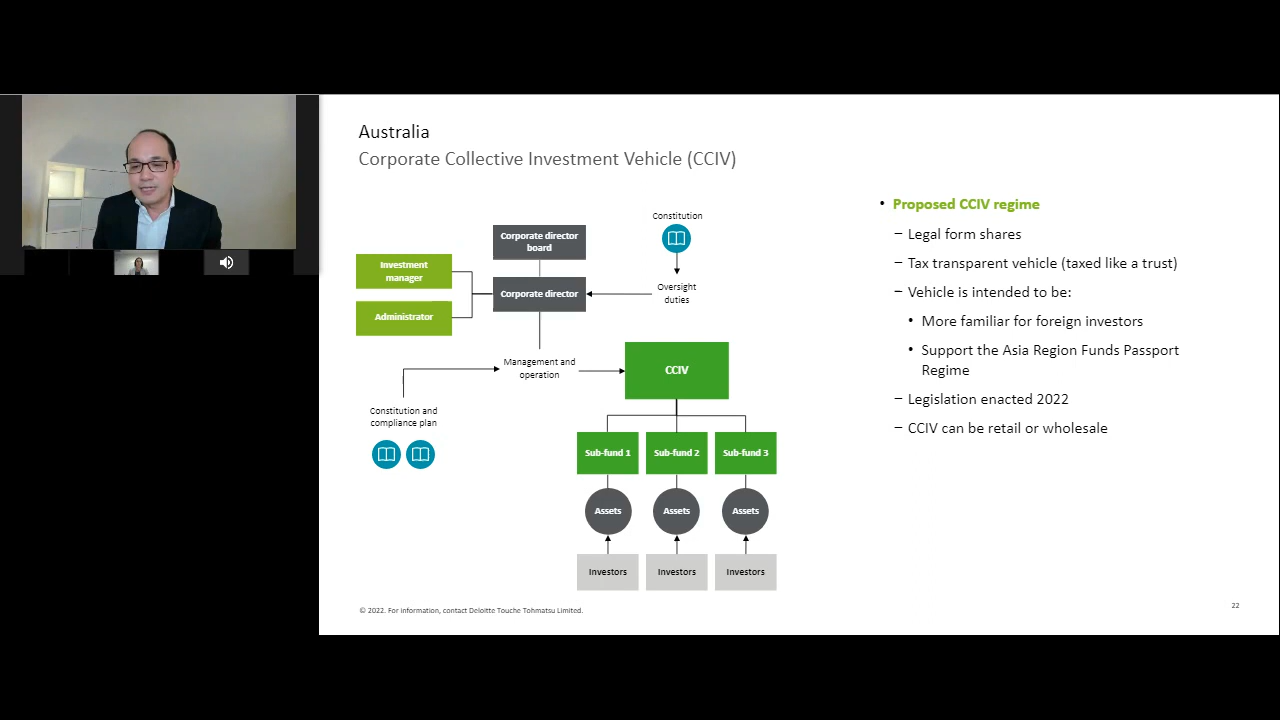 Australia
Corporate Collective Investment Vehicle (CCIV)
Constitution
Corporate director
board
Investment
manager
Corporate director
Oversight
duties
Administrator
Management and
operation
CCIV
Constitution and
compliance plan
Sub-fund 1
Sub-fund 2
Sub-fund 3
Assets
Assets
Assets
Investors
Investors
Investors
• Proposed CCIV regime
– Legal form shares
– Tax transparent vehicle (taxed like a trust)
– Vehicle is intended to be:
• More familiar for foreign investors
• Support the Asia Region Funds Passport
Regime
– Legislation enacted 2022
– CCIV can be retail or wholesale
© 2022. For information, contact Deloitte Touche Tohmatsu Limited.
22